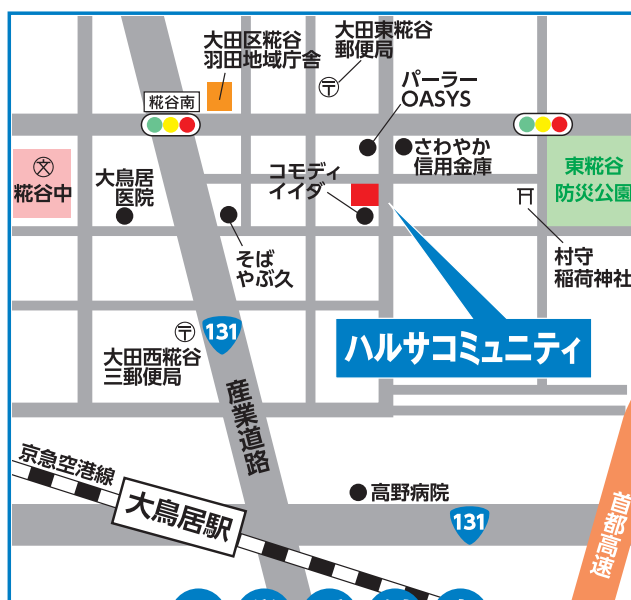 大田区糀谷
羽田地域庁舎
大田東糀谷
郵便局
糀谷南
パーラー
OASYS
さわやか
信用金庫
東糀谷
防災公園
文
糀谷中
大鳥居
医院
コモディ
イイダ
そば
やぶ久
村守
稲荷神社
131
大田西糀谷
三郵便局
ハルサコミュニティ
産業道路
京急空港線
大鳥居駅
高野病院
131
首都高速